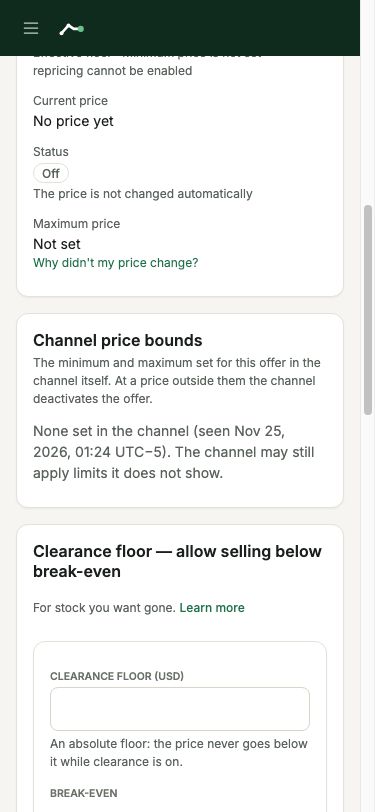 repricing cannot be enabled
Current price
No price yet
Status
Off
The price is not changed automatically
Maximum price
Not set
Why didn't my price change?
Channel price bounds
The minimum and maximum set for this offer in the
channel itself. At a price outside them the channel
deactivates the offer.
None set in the channel (seen Nov 25,
2026, 01:24 UTC−5). The channel may still
apply limits it does not show.
Clearance floor — allow selling below
break-even
For stock you want gone. Learn more
CLEARANCE FLOOR (USD)
An absolute floor: the price never goes below
it while clearance is on.
BREAK-EVEN